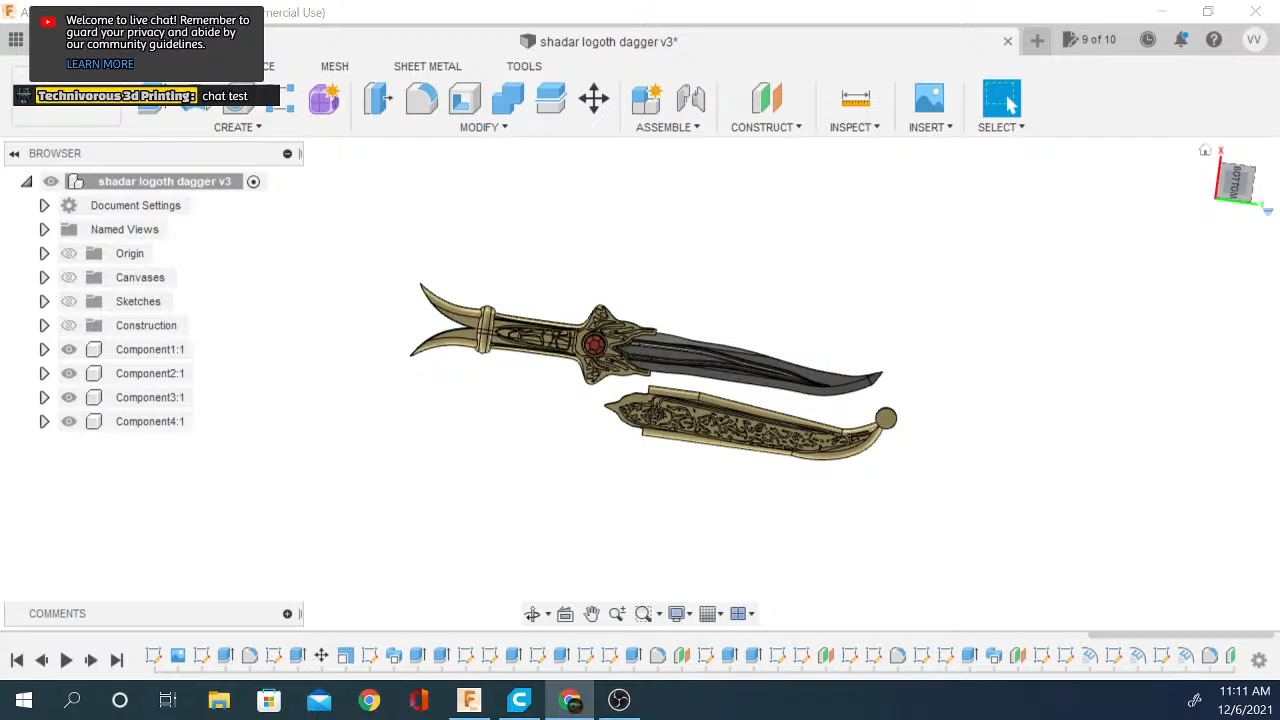 ercial Use)
Welcome to live chat! Remember to
guard your privacy and abide by
our community guidelines.
LEARN MORE
Technivorous 3d Printing: chat test
shadar logoth dagger v3*
9 of 10
VV
CE
MESH
SHEET METAL
TOOLS
CREATE
MODIFY
ASSEMBLE
CONSTRUCT
INSPECT
INSERT
SELECT
BROWSER
shadar logoth dagger v3
Document Settings
Named Views
Origin
Canvases
Sketches
Construction
Component1:1
Component2:1
Component3:1
Component4:1
X
BOTTOM
COMMENTS
11:11 AM
12/6/2021